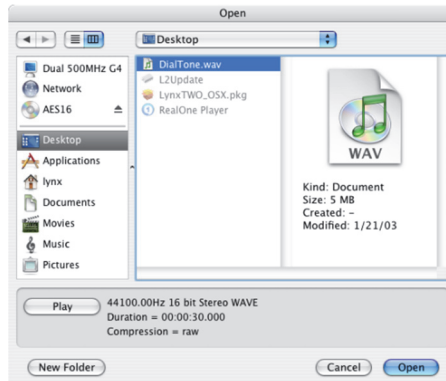 Open
Desktop
Dual 500MHz G4
Network
AES16
Desktop
Applications
lynx
Documents
Movies
Music
Pictures
DialTone.wav
L2Update
LynxTWO_OSX.pkg
RealOne Player
WAV
Kind: Document
Size: 5 MB
Created: –
Modified: 1/21/03
Play
44100.00Hz 16 bit Stereo WAVE
Duration = 00:00:30.000
Compression = raw
New Folder
Cancel
Open